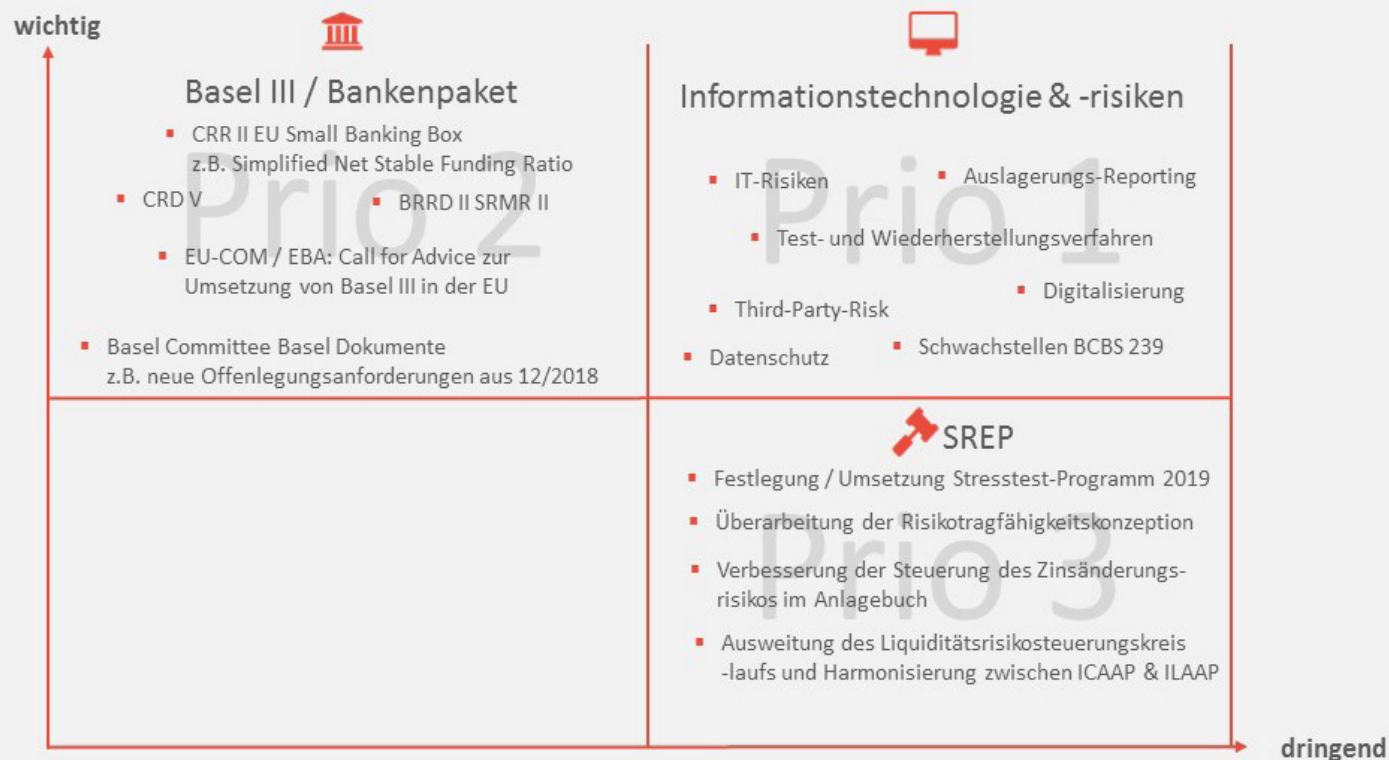 wichtig
Basel III / Bankenpaket
Prio 2
▪ CRR II EU Small Banking Box
z.B. Simplified Net Stable Funding Ratio
▪ CRD V
▪ BRRD II SRMR II
▪ EU-COM / EBA: Call for Advice zur
Umsetzung von Basel III in der EU
▪ Basel Committee Basel Dokumente
z.B. neue Offenlegungsanforderungen aus 12/2018
Informationstechnologie & -risiken
Prio 1
▪ IT-Risiken
▪ Auslagerungs-Reporting
▪ Test- und Wiederherstellungsverfahren
▪ Digitalisierung
▪ Third-Party-Risk
▪ Schwachstellen BCBS 239
▪ Datenschutz
SREP
Prio 3
▪ Festlegung / Umsetzung Stresstest-Programm 2019
▪ Überarbeitung der Risikotragfähigkeitskonzeption
▪ Verbesserung der Steuerung des Zinsänderungs-
risikos im Anlagebuch
▪ Ausweitung des Liquiditätsrisikosteuerungskreis
-laufs und Harmonisierung zwischen ICAAP & ILAAP
dringend